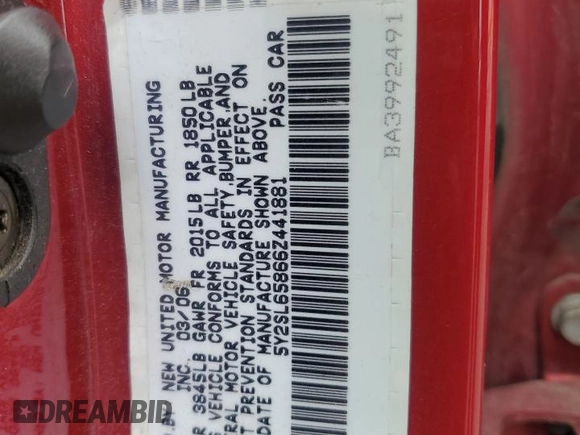 BY NEW UNITED MOTOR MANUFACTURING
INC. 03/06
3845LB GAWR FR 2015LB RR 1850LB
VEHICLE CONFORMS TO ALL APPLICABLE
MOTOR VEHICLE SAFETY, BUMPER, AND
PREVENTION STANDARDS IN EFFECT ON
DATE OF MANUFACTURE SHOWN ABOVE.
5Y2SL65866Z441881 PASS CAR
BA3992491
DREAMBID